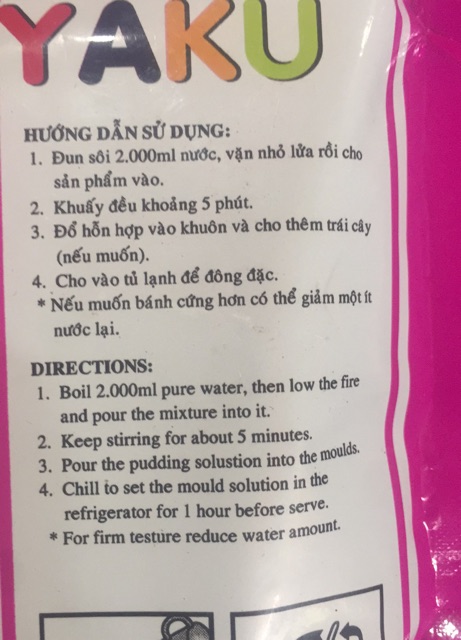 YAKU
HƯỚNG DẪN SỬ DỤNG:
1. Đun sôi 2.000ml nước, vặn nhỏ lửa rồi cho
sản phẩm vào.
2. Khuấy đều khoảng 5 phút.
3. Đổ hỗn hợp vào khuôn và cho thêm trái cây
(nếu muốn).
4. Cho vào tủ lạnh để đông đặc.
* Nếu muốn bánh cứng hơn có thể giảm một ít
nước lại.
DIRECTIONS:
1. Boil 2.000ml pure water, then low the fire
and pour the mixture into it.
2. Keep stirring for about 5 minutes.
3. Pour the pudding solustion into the moulds.
4. Chill to set the mould solution in the
refrigerator for 1 hour before serve.
* For firm testure reduce water amount.